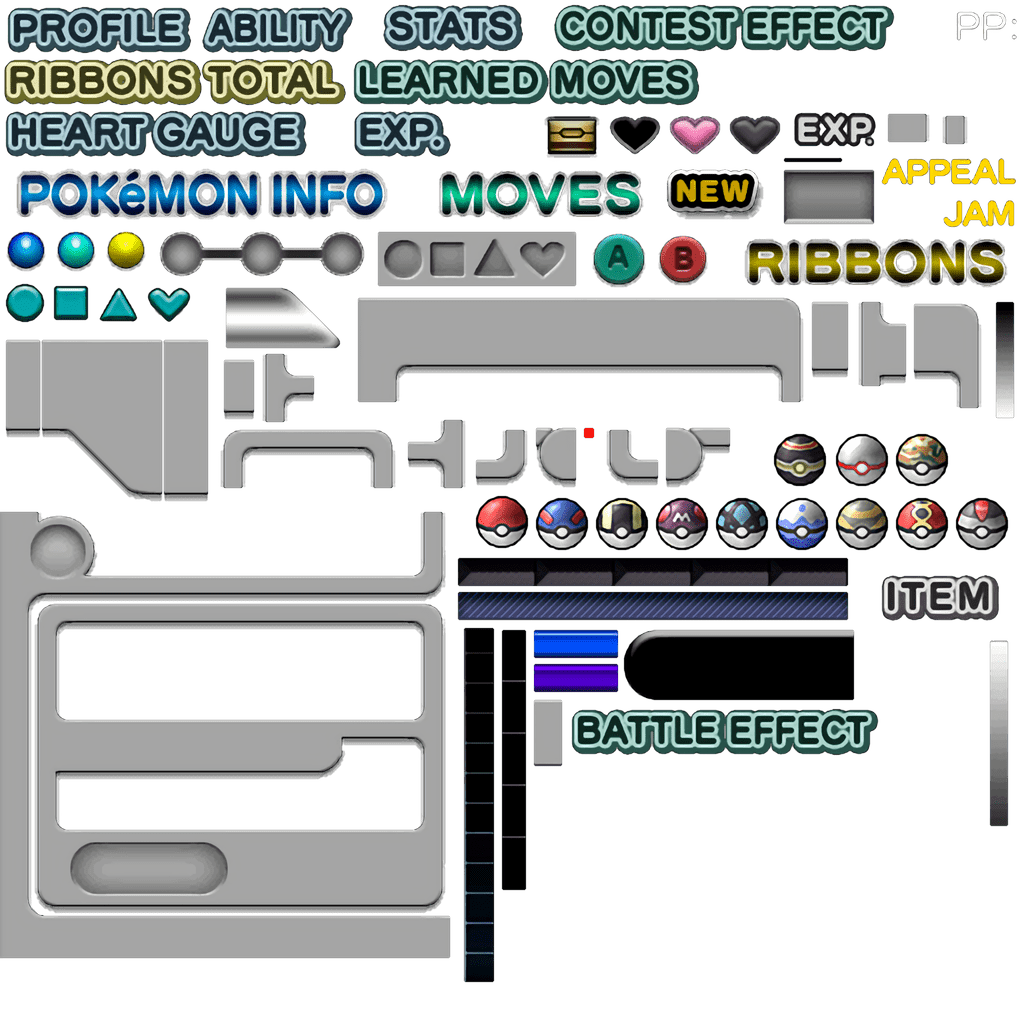 PROFILE ABILITY STATS CONTEST EFFECT PP:
RIBBONS TOTAL LEARNED MOVES
HEART GAUGE EXP. EXP.
APPEAL
POKéMON INFO MOVES NEW
JAM
A B RIBBONS
M
ITEM
BATTLE EFFECT